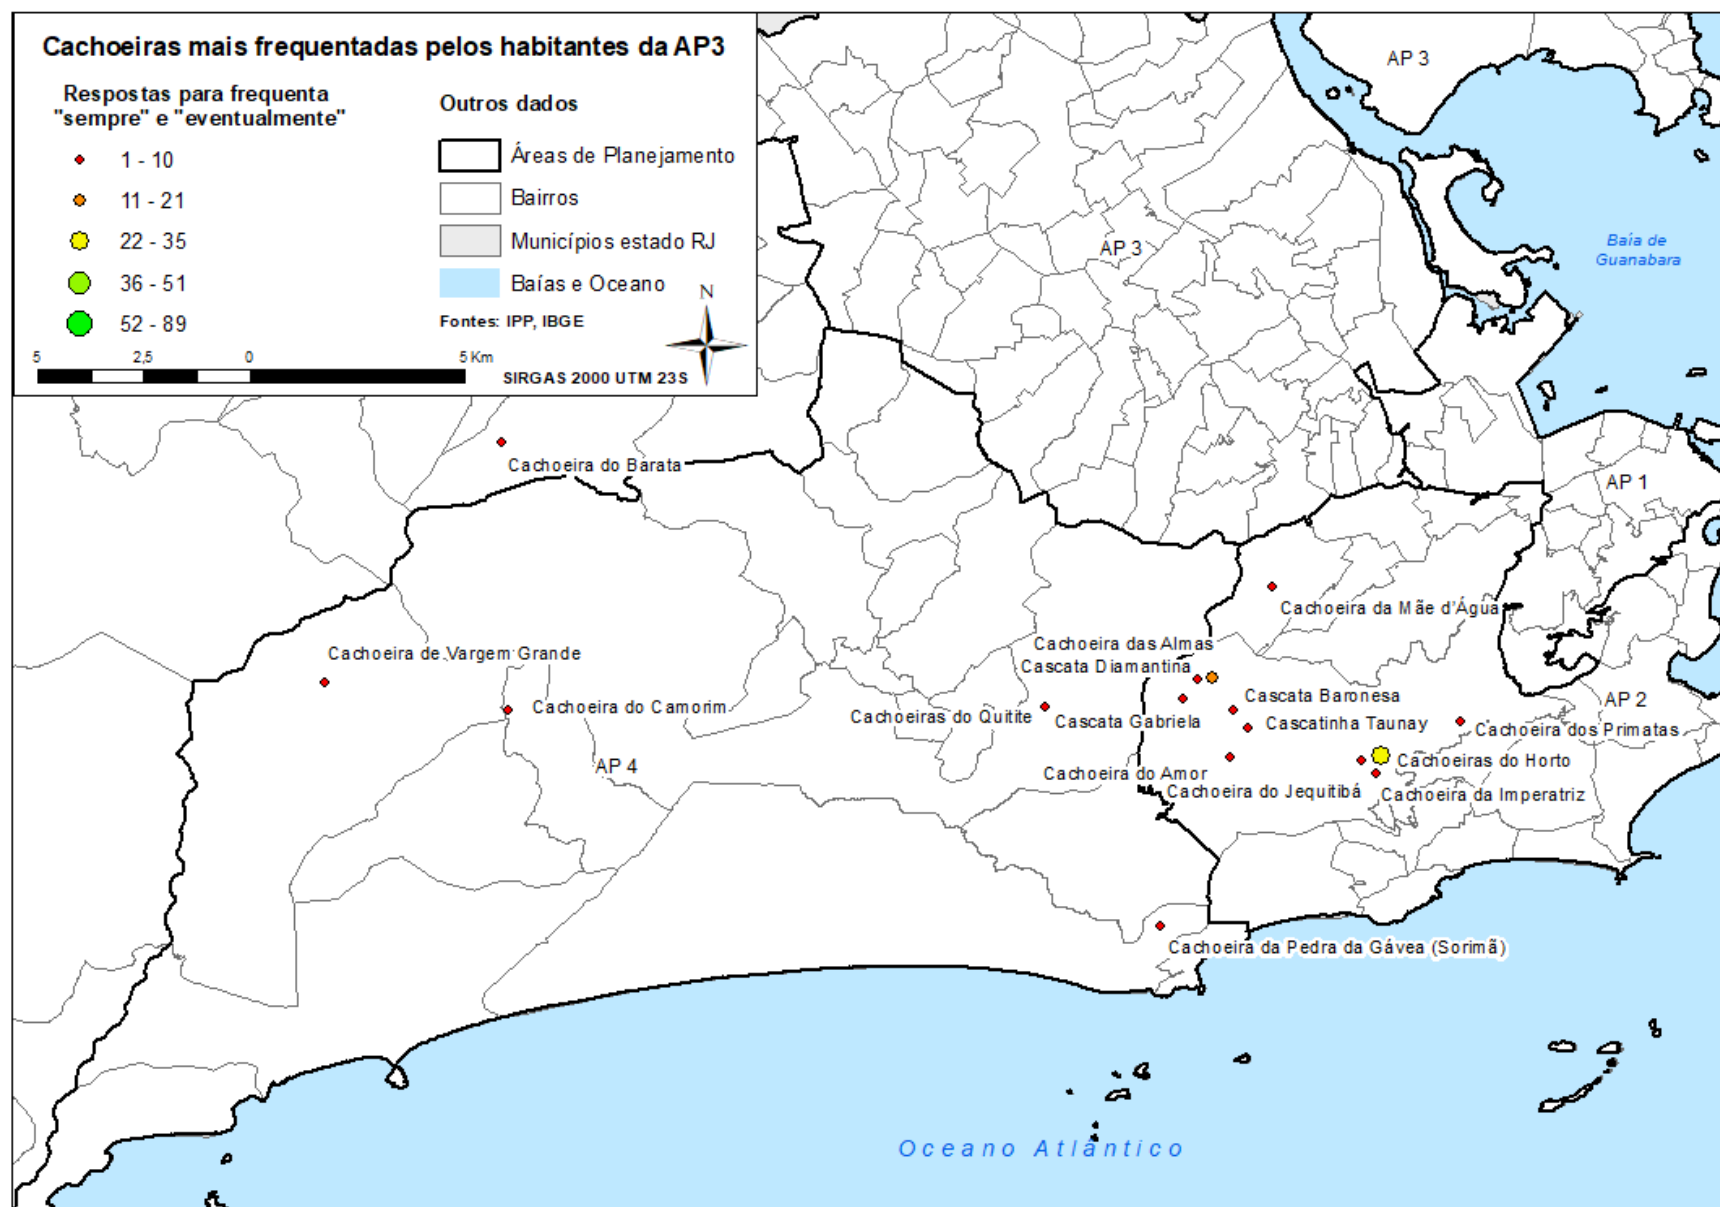 Cachoeiras mais frequentadas pelos habitantes da AP3
Respostas para frequenta
"sempre" e "eventualmente"
1 - 10
11 - 21
22 - 35
36 - 51
52 - 89
Outros dados
Áreas de Planejamento
Bairros
Municípios estado RJ
Baías e Oceano
Fontes: IPP, IBGE
N
5 2,5 0 5 Km
SIRGAS 2000 UTM 23S
AP 3
AP 3
Baía de
Guanabara
Cachoeira do Barata
AP 1
Cachoeira da Mãe d'Água
Cachoeira das Almas
Cachoeira de Vargem Grande
Cascata Diamantina
Cascata Baronesa
AP 2
Cachoeira do Camorim
Cachoeiras do Quitite
Cascata Gabriela
Cascatinha Taunay
Cachoeira dos Primatas
Cachoeiras do Horto
AP 4
Cachoeira do Amor
Cachoeira do Jequitibá
Cachoeira da Imperatriz
Cachoeira da Pedra da Gávea (Sorimã)
Oceano Atlântico